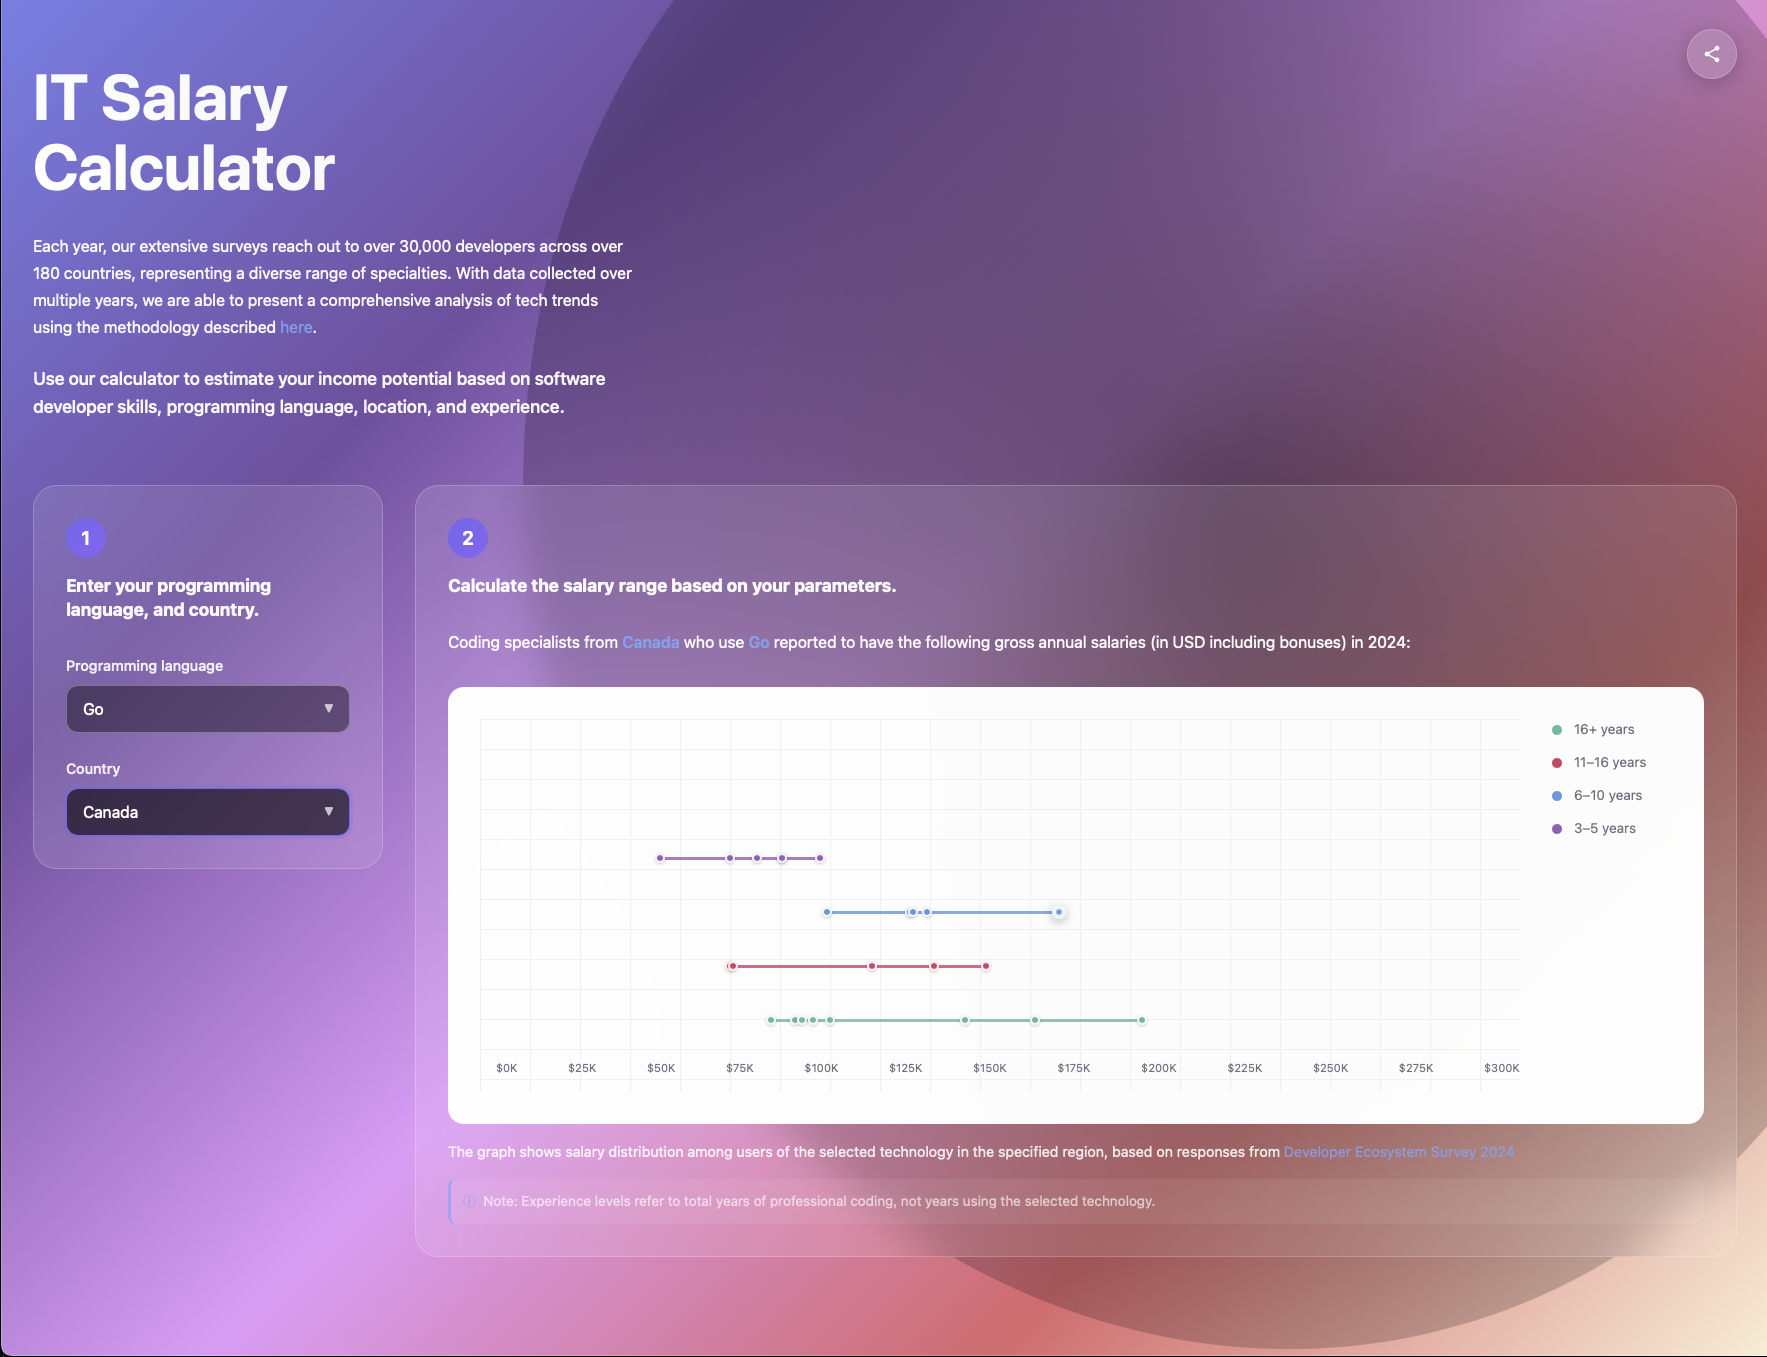 IT Salary
Calculator
Each year, our extensive surveys reach out to over 30,000 developers across over
180 countries, representing a diverse range of specialties. With data collected over
multiple years, we are able to present a comprehensive analysis of tech trends
using the methodology described here.
Use our calculator to estimate your income potential based on software
developer skills, programming language, location, and experience.
1
Enter your programming
language, and country.
Programming language
Go
Country
Canada
2
Calculate the salary range based on your parameters.
Coding specialists from Canada who use Go reported to have the following gross annual salaries (in USD including bonuses) in 2024:
16+ years
11–16 years
6–10 years
3–5 years
$0K $25K $50K $75K $100K $125K $150K $175K $200K $225K $250K $275K $300K
The graph shows salary distribution among users of the selected technology in the specified region, based on responses from Developer Ecosystem Survey 2024
Note: Experience levels refer to total years of professional coding, not years using the selected technology.